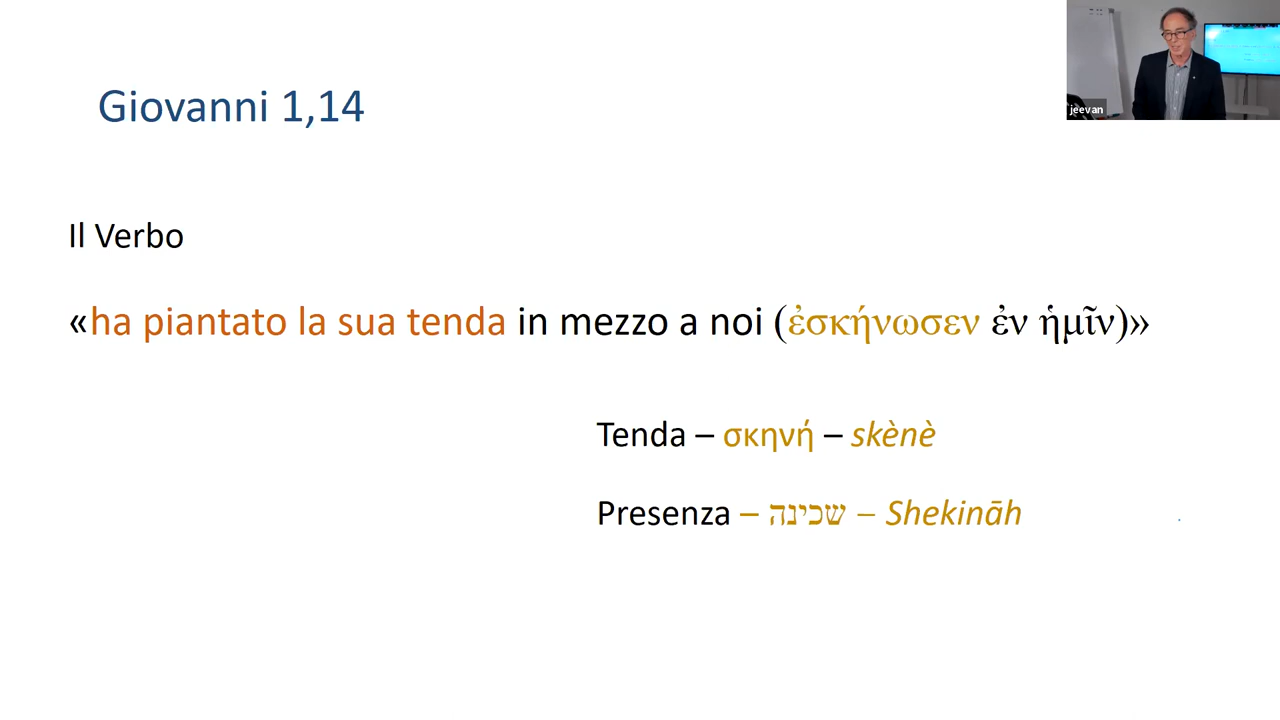 jeevan
Giovanni 1,14
Il Verbo
«ha piantato la sua tenda in mezzo a noi (ἐσκήνωσεν ἐν ἡμῖν)»
Tenda – σκηνή – skènè
Presenza – שכינה – Shekināh